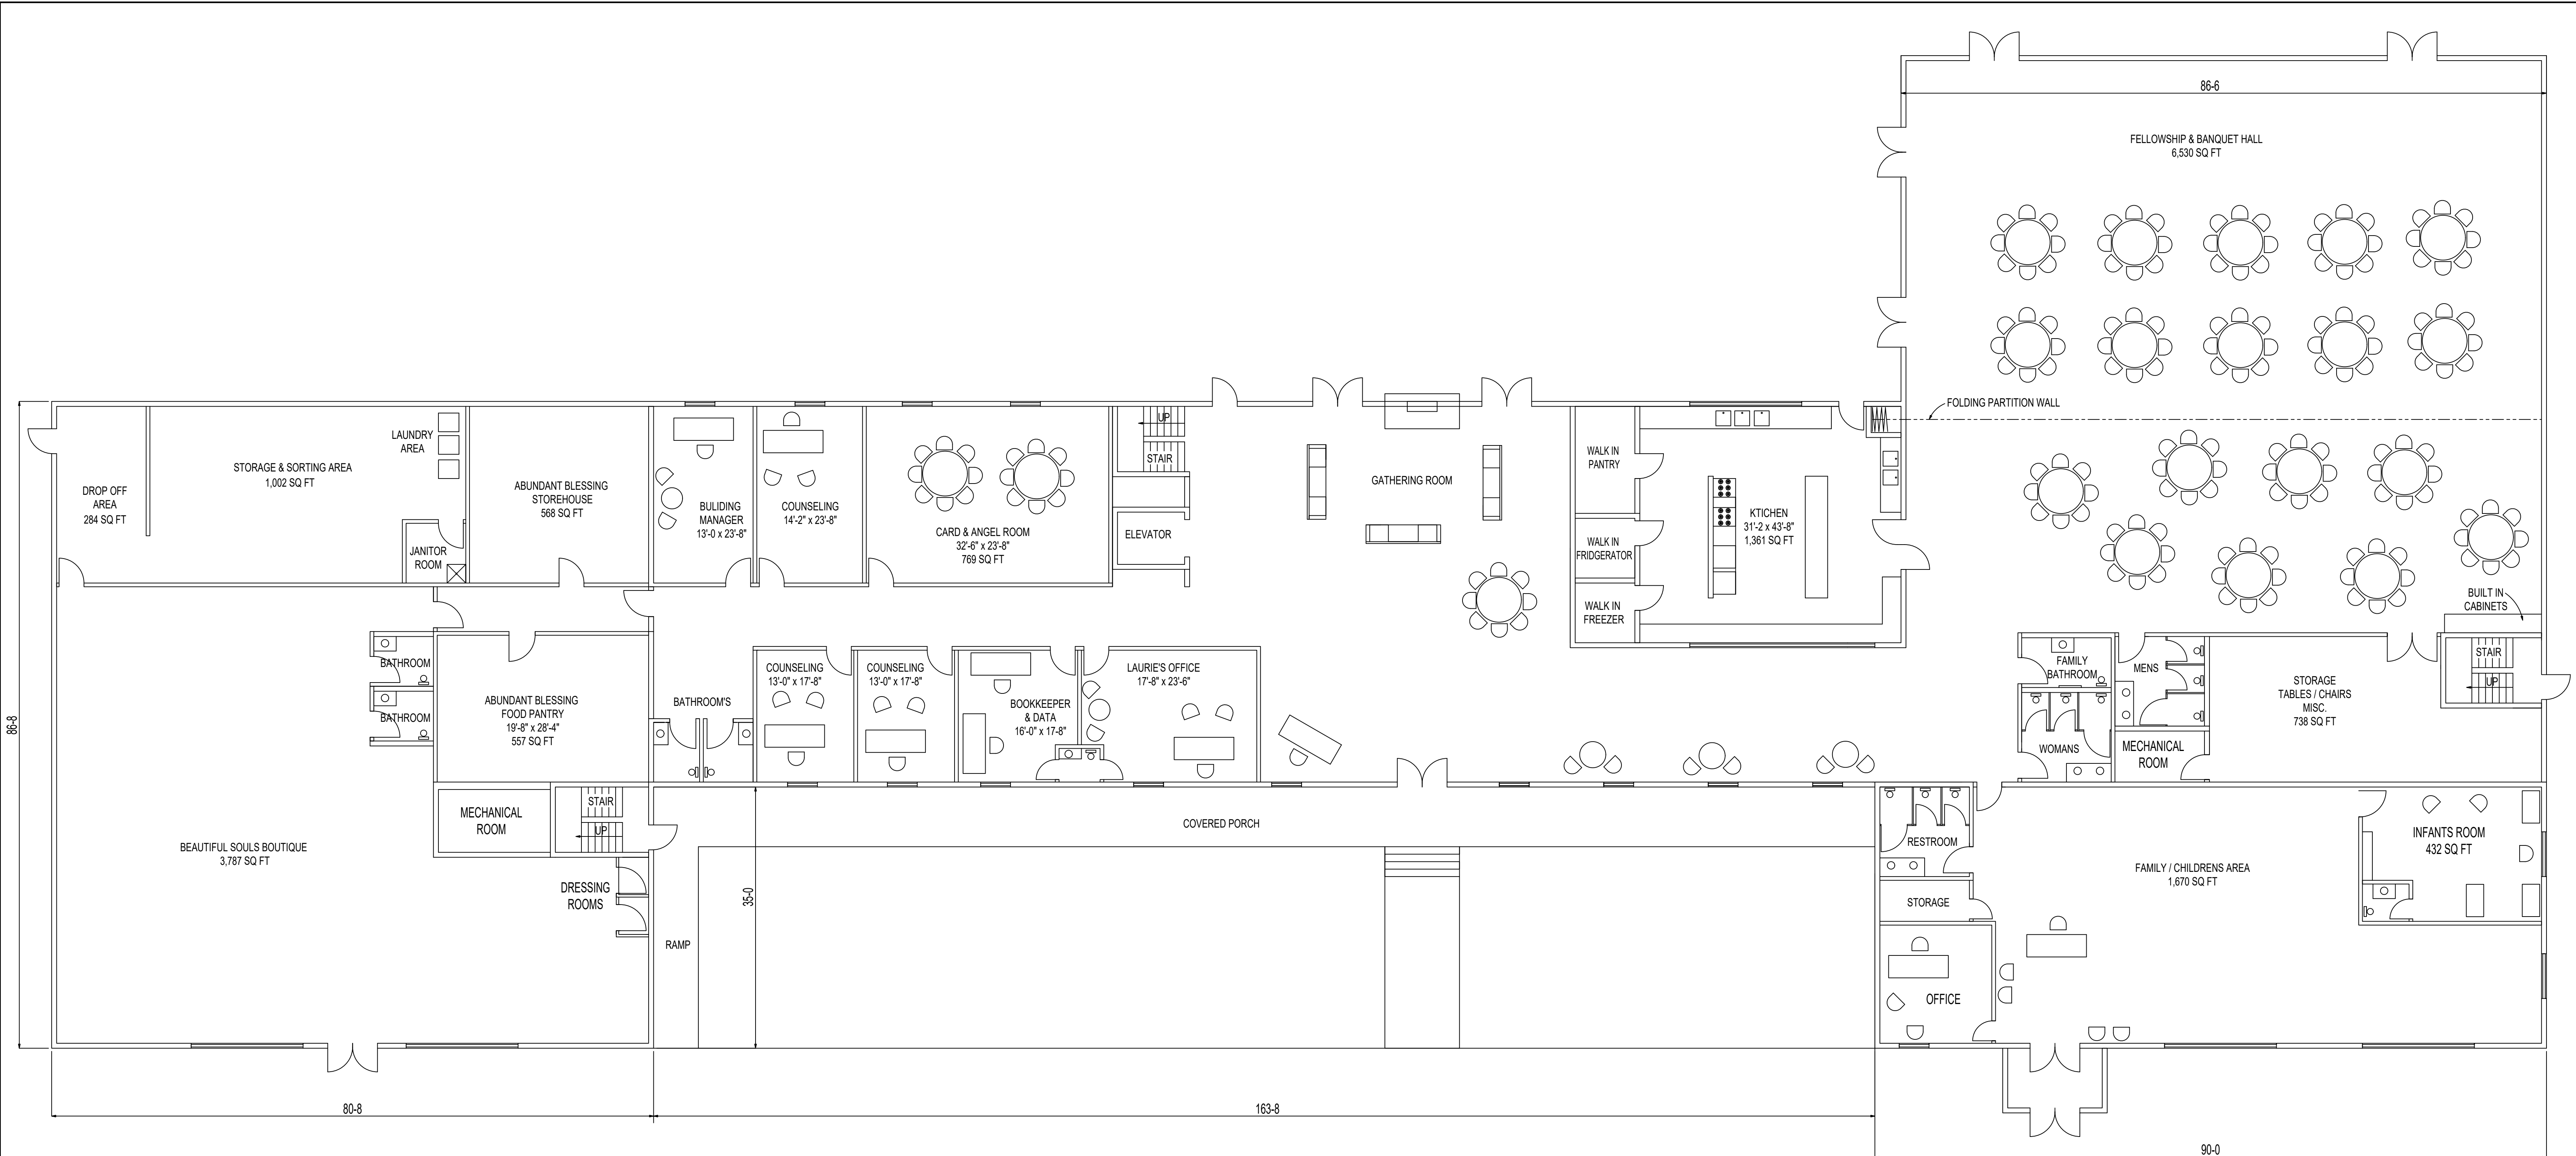 86-6
FELLOWSHIP & BANQUET HALL
6,530 SQ FT
FOLDING PARTITION WALL
BUILT IN
CABINETS
86-8
DROP OFF
AREA
284 SQ FT
STORAGE & SORTING AREA
1,002 SQ FT
LAUNDRY
AREA
JANITOR
ROOM
ABUNDANT BLESSING
STOREHOUSE
568 SQ FT
BULIDING
MANAGER
13'-0 x 23'-8"
COUNSELING
14'-2" x 23'-8"
CARD & ANGEL ROOM
32'-6" x 23'-8"
769 SQ FT
UP
STAIR
ELEVATOR
GATHERING ROOM
WALK IN
PANTRY
WALK IN
FRIDGERATOR
WALK IN
FREEZER
KTICHEN
31'-2 x 43'-8"
1,361 SQ FT
BATHROOM
BATHROOM
ABUNDANT BLESSING
FOOD PANTRY
19'-8" x 28'-4"
557 SQ FT
BATHROOM'S
COUNSELING
13'-0" x 17'-8"
COUNSELING
13'-0" x 17'-8"
BOOKKEEPER
& DATA
16'-0" x 17-8"
LAURIE'S OFFICE
17'-8" x 23'-6"
FAMILY
BATHROOM
MENS
WOMANS
MECHANICAL
ROOM
STORAGE
TABLES / CHAIRS
MISC.
738 SQ FT
STAIR
UP
MECHANICAL
ROOM
STAIR
UP
BEAUTIFUL SOULS BOUTIQUE
3,787 SQ FT
DRESSING
ROOMS
COVERED PORCH
RAMP
35-0
RESTROOM
STORAGE
OFFICE
FAMILY / CHILDRENS AREA
1,670 SQ FT
INFANTS ROOM
432 SQ FT
80-8
163-8
90-0